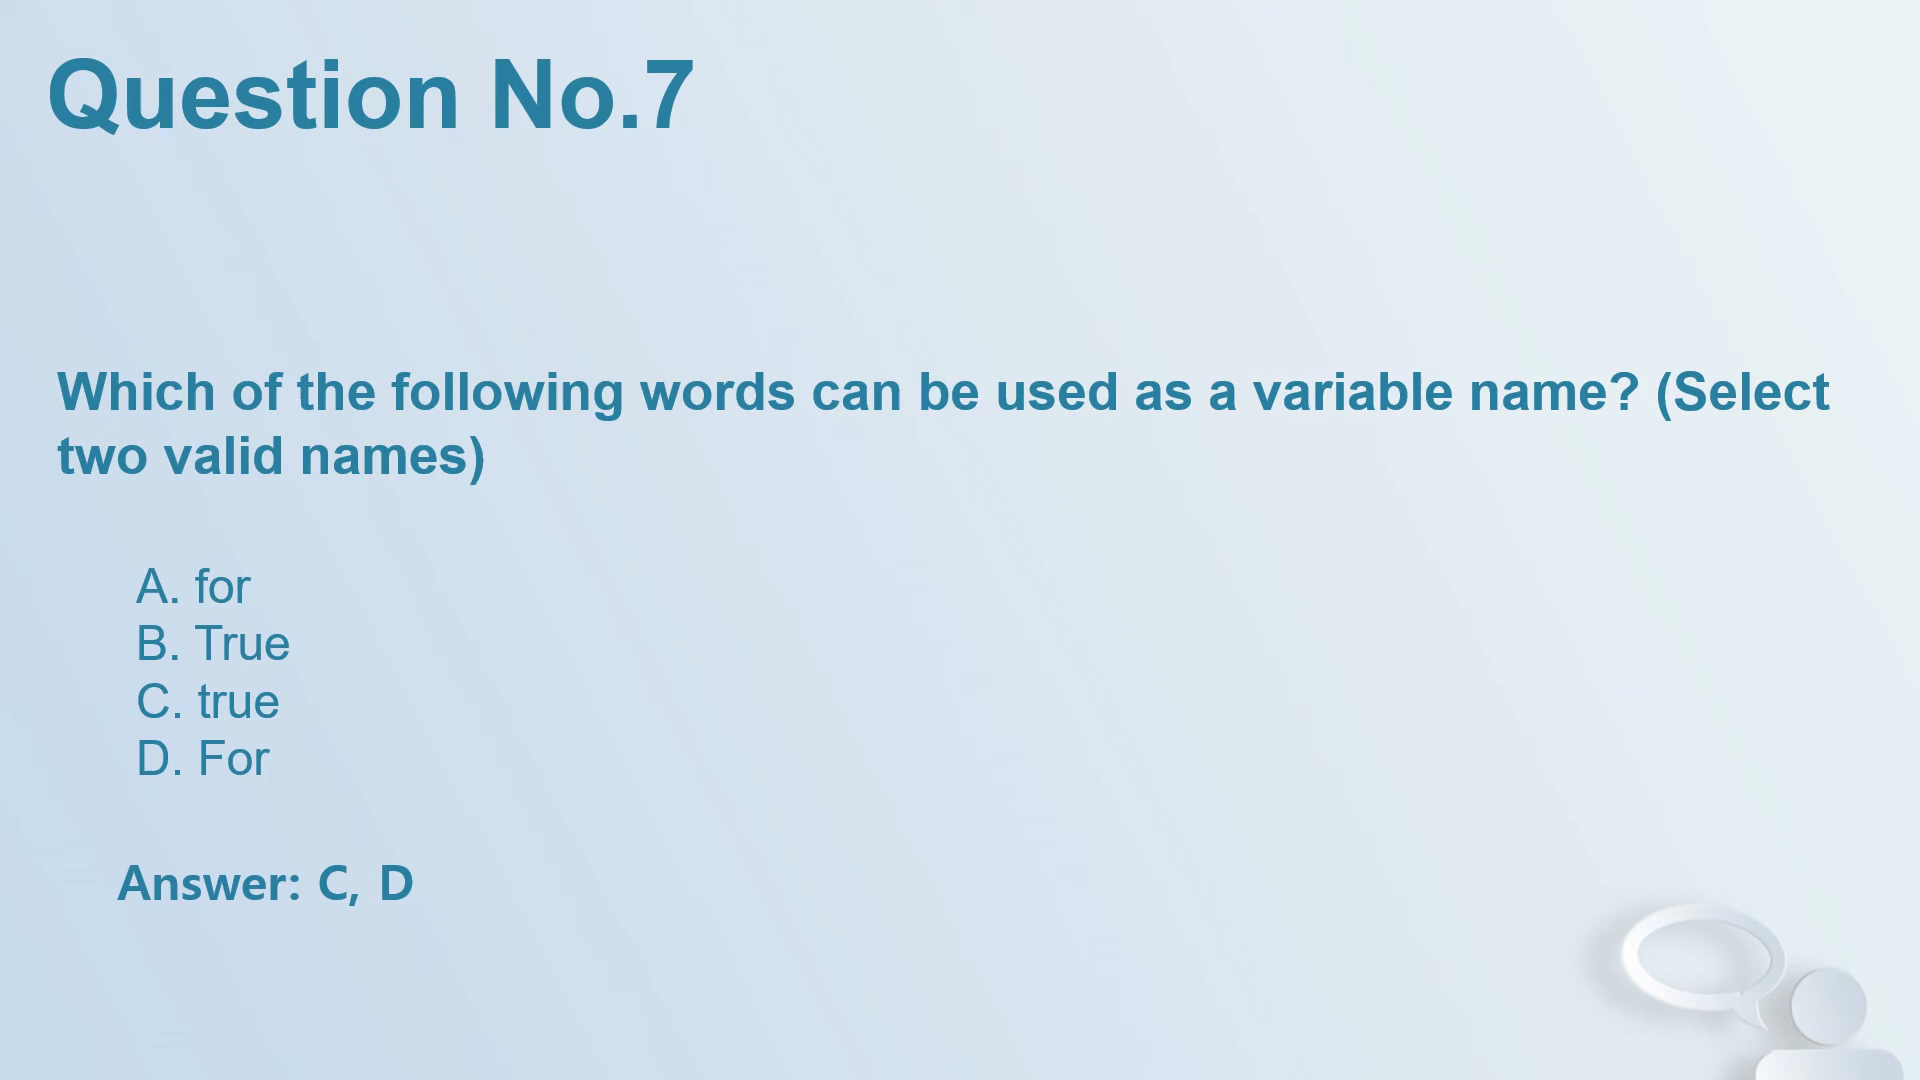 Question No.7
Which of the following words can be used as a variable name? (Select
two valid names)
A. for
B. True
C. true
D. For
Answer: C, D